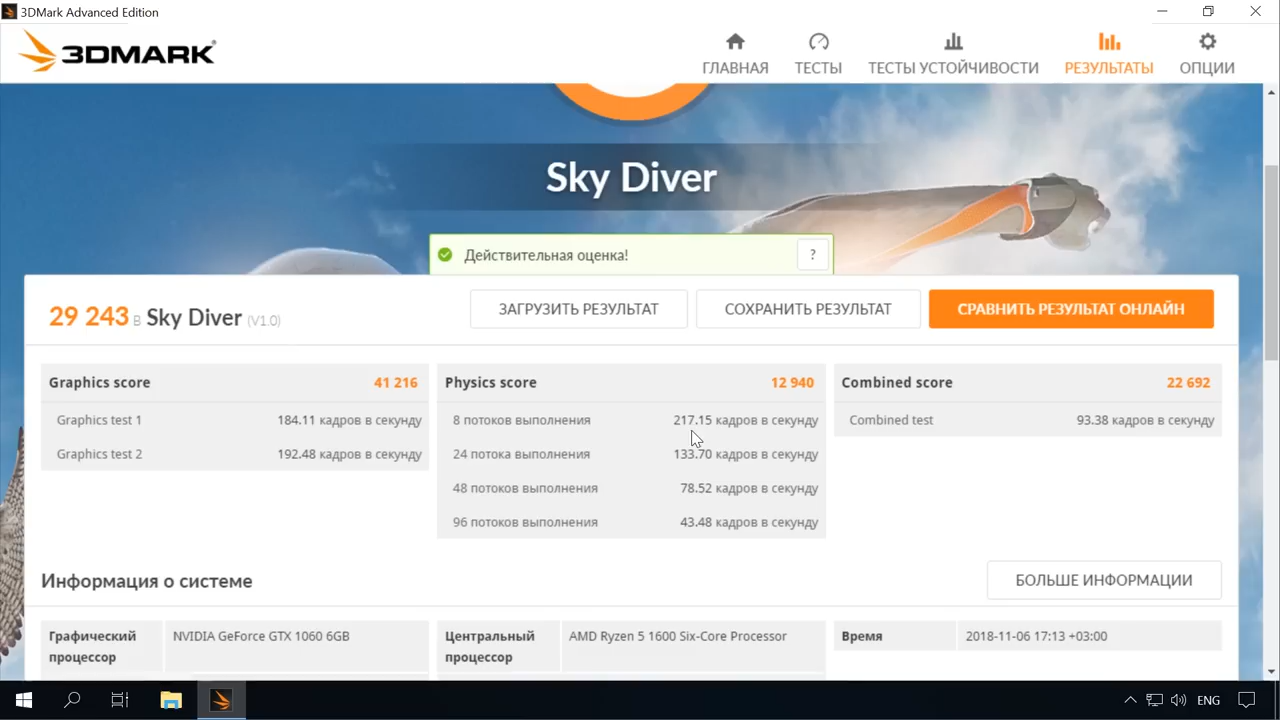 3DMark Advanced Edition
3DMARK
ГЛАВНАЯ ТЕСТЫ ТЕСТЫ УСТОЙЧИВОСТИ РЕЗУЛЬТАТЫ ОПЦИИ
Sky Diver
Действительная оценка! ?
29 243 В Sky Diver (V1.0) ЗАГРУЗИТЬ РЕЗУЛЬТАТ СОХРАНИТЬ РЕЗУЛЬТАТ СРАВНИТЬ РЕЗУЛЬТАТ ОНЛАЙН
Graphics score 41 216
Graphics test 1 184.11 кадров в секунду
Graphics test 2 192.48 кадров в секунду
Physics score 12 940
8 потоков выполнения 217.15 кадров в секунду
24 потока выполнения 133.70 кадров в секунду
48 потоков выполнения 78.52 кадров в секунду
96 потоков выполнения 43.48 кадров в секунду
Combined score 22 692
Combined test 93.38 кадров в секунду
Информация о системе БОЛЬШЕ ИНФОРМАЦИИ
Графический
процессор
NVIDIA GeForce GTX 1060 6GB
Центральный
процессор
AMD Ryzen 5 1600 Six-Core Processor
Время 2018-11-06 17:13 +03:00
ENG